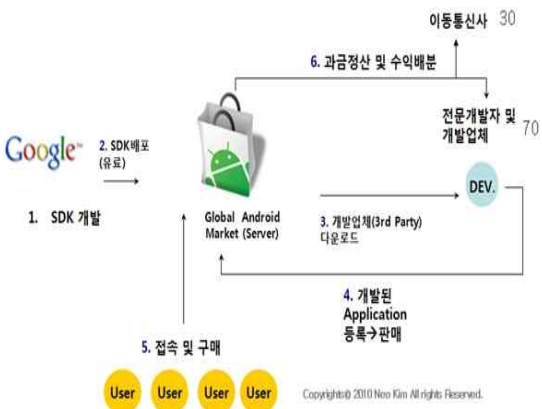 이동통신사 30
6. 과금정산 및 수익배분
전문개발자 및
개발업체 70
Google™
2. SDK배포
(유료)
DEV.
1. SDK 개발
Global Android
Market (Server)
3. 개발업체(3rd Party)
다운로드
4. 개발된
Application
등록→판매
5. 접속 및 구매
User User User User
Copyrights© 2010 Neo Kim All rights Reserved.